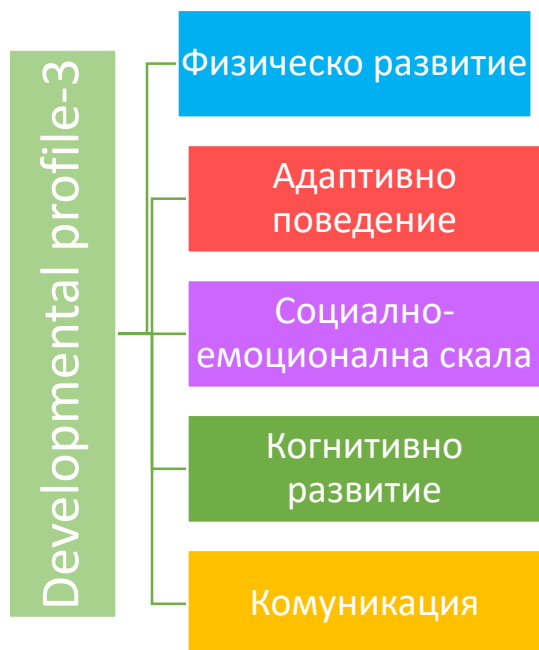 Developmental profile-3
Физическо развитие
Адаптивно
поведение
Социално-
емоционална скала
Когнитивно
развитие
Комуникация